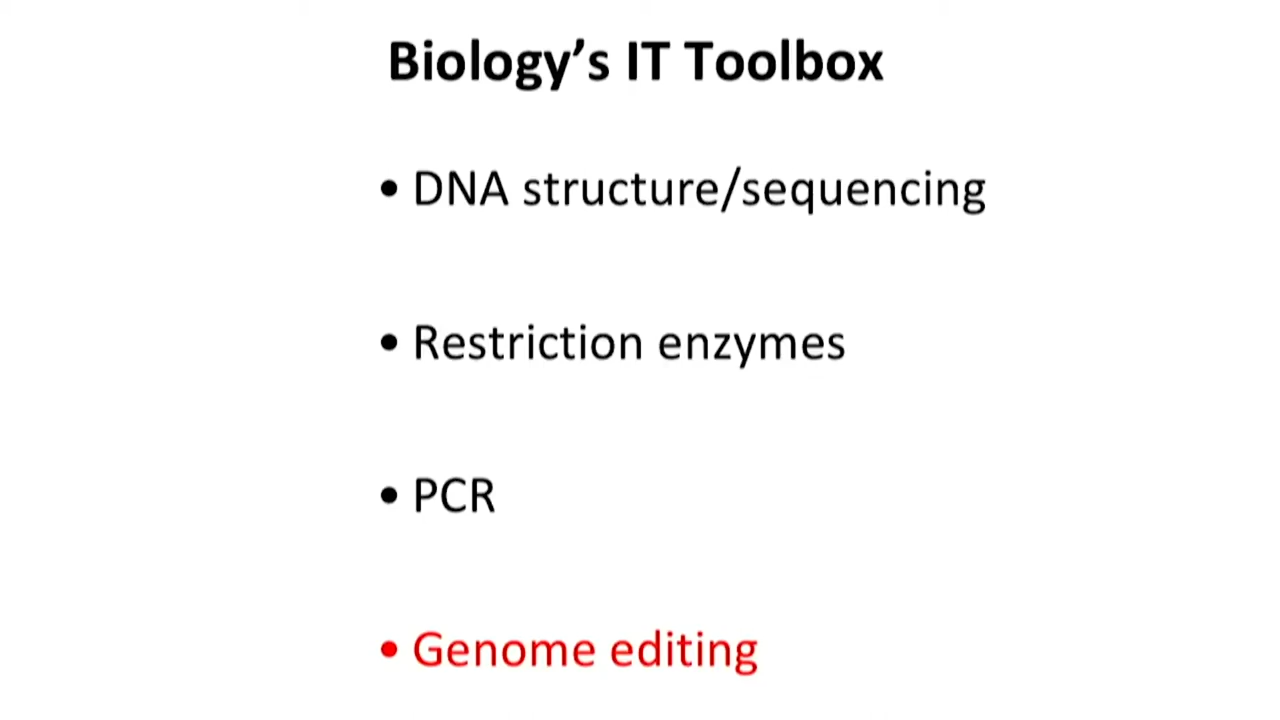 Biology’s IT Toolbox
• DNA structure/sequencing
• Restriction enzymes
• PCR
• Genome editing